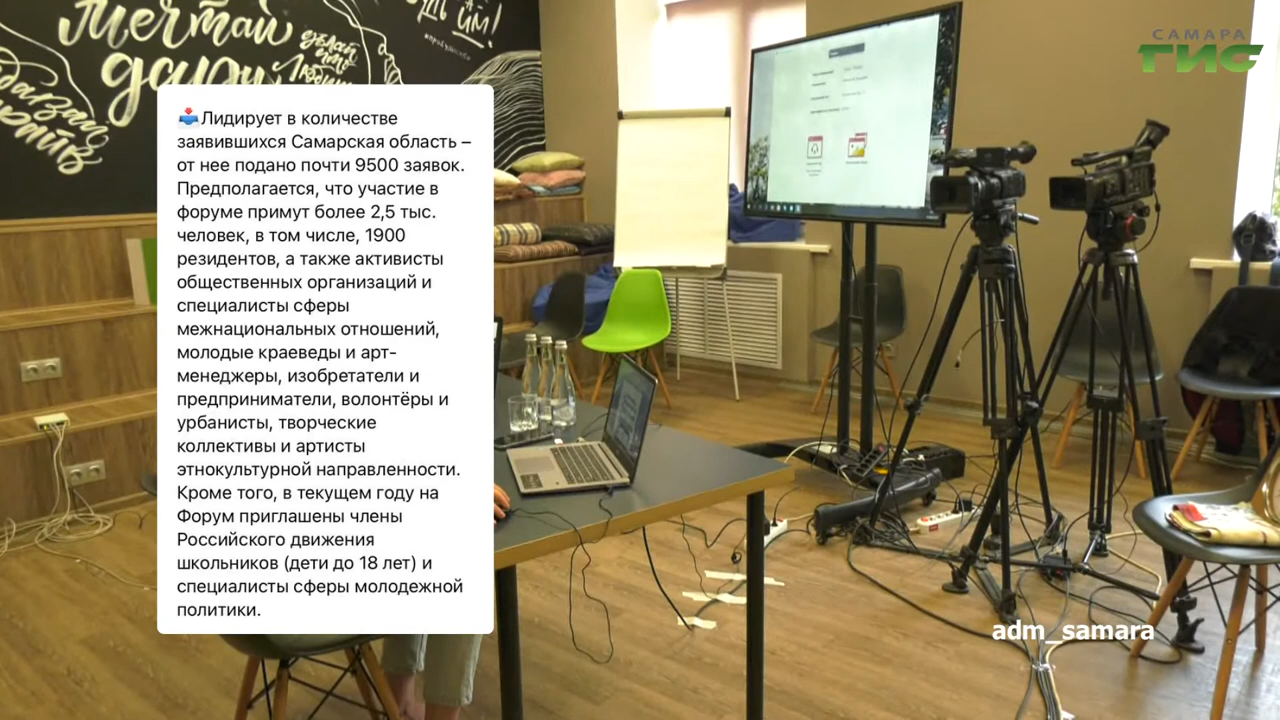 Мечтай
дари
САМАРА
ГИС
📥Лидирует в количестве
заявившихся Самарская область –
от нее подано почти 9500 заявок.
Предполагается, что участие в
форуме примут более 2,5 тыс.
человек, в том числе, 1900
резидентов, а также активисты
общественных организаций и
специалисты сферы
межнациональных отношений,
молодые краеведы и арт-
менеджеры, изобретатели и
предприниматели, волонтёры и
урбанисты, творческие
коллективы и артисты
этнокультурной направленности.
Кроме того, в текущем году на
Форум приглашены члены
Российского движения
школьников (дети до 18 лет) и
специалисты сферы молодежной
политики.
adm_samara